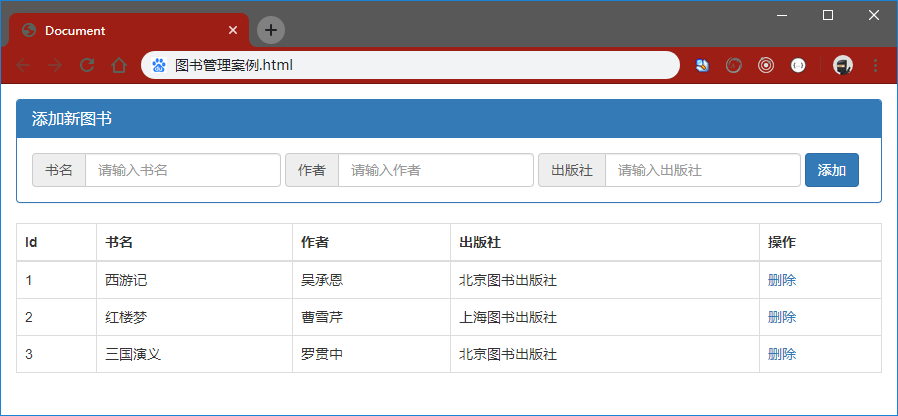 Document
图书管理案例.html
添加新图书
书名 请输入书名 作者 请输入作者 出版社 请输入出版社 添加
Id 书名 作者 出版社 操作
1 西游记 吴承恩 北京图书出版社 删除
2 红楼梦 曹雪芹 上海图书出版社 删除
3 三国演义 罗贯中 北京图书出版社 删除